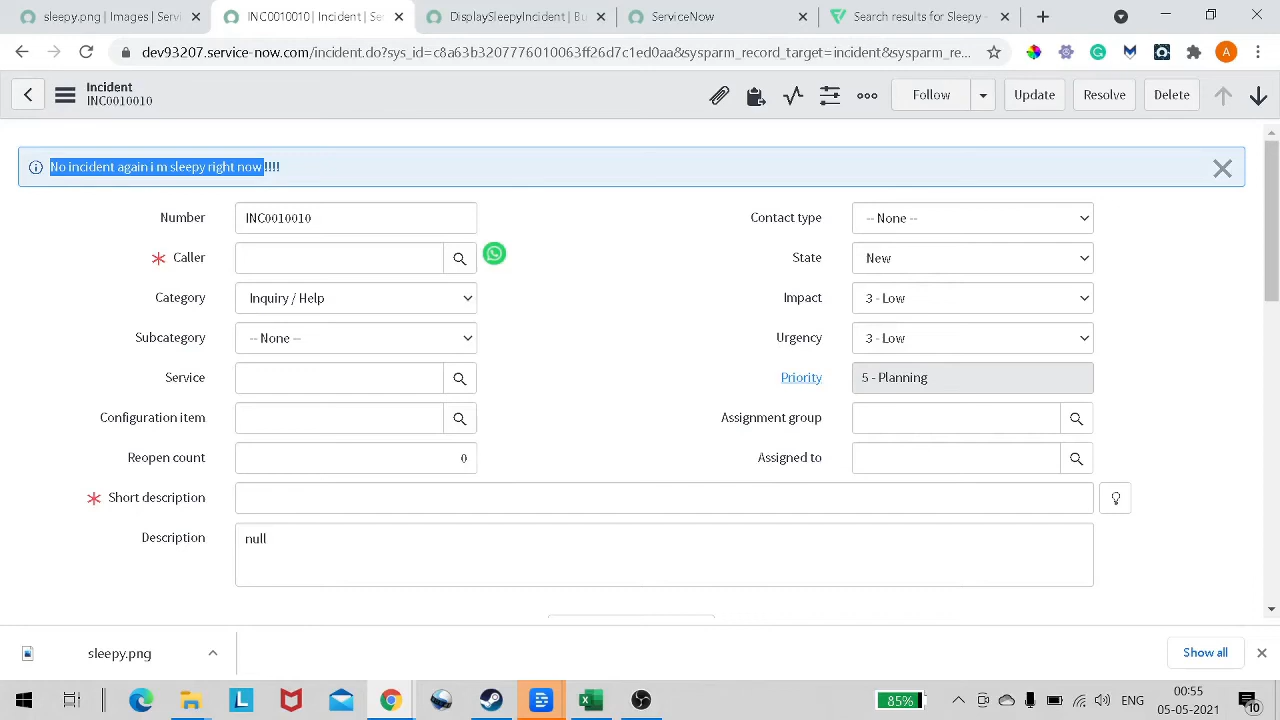 sleepy.png | Images | Servi
INC0010010 | Incident | Se
DisplaySleepyIncident | Bu
ServiceNow
Search results for Sleepy -
dev93207.service-now.com/incident.do?sys_id=c8a63b3207776010063ff26d7c1ed0aa&sysparm_record_target=incident&sysparm_r...
A
Incident
INC0010010
Follow
Update
Resolve
Delete
No incident again i m sleepy right now !!!!
Number
INC0010010
Contact type
-- None --
Caller
State
New
Category
Inquiry / Help
Impact
3 - Low
Subcategory
-- None --
Urgency
3 - Low
Service
Priority
5 - Planning
Configuration item
Assignment group
Reopen count
0
Assigned to
Short description
Description
null
sleepy.png
Show all
L
85%
ENG
00:55
05-05-2021
10